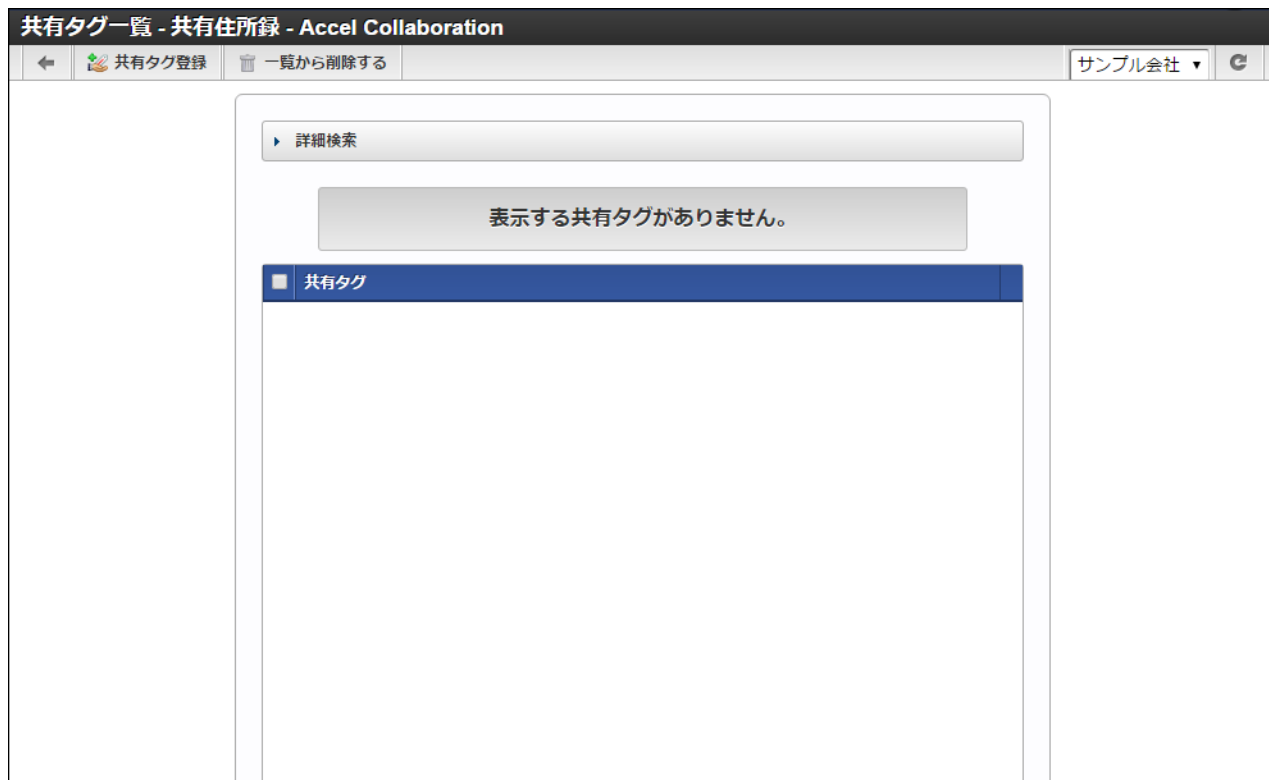 共有タグ一覧 - 共有住所録 - Accel Collaboration
共有タグ登録 一覧から削除する サンプル会社
詳細検索
表示する共有タグがありません。
共有タグ